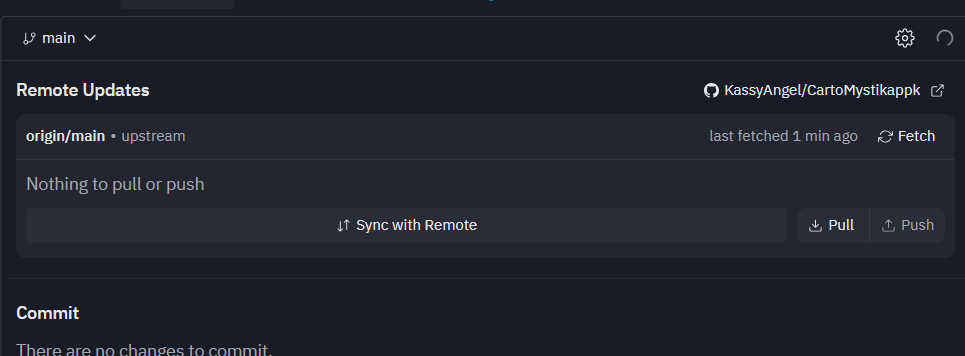 main
Remote Updates KassyAngel/CartoMystikappk
origin/main • upstream last fetched 1 min ago Fetch
Nothing to pull or push
Sync with Remote Pull Push
Commit
There are no changes to commit.